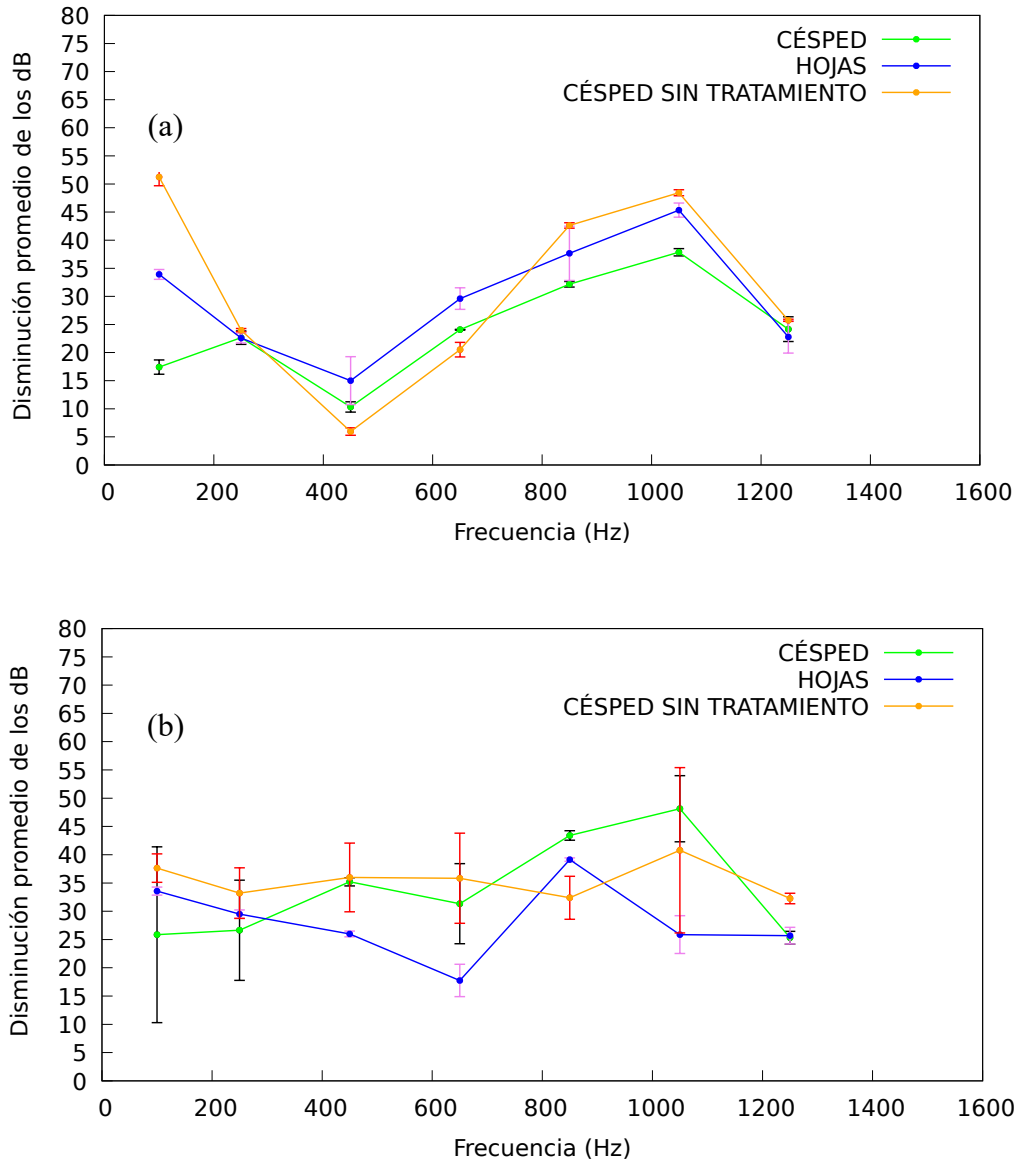 80
75
70
65
60
55
50
45
40
35
30
25
20
15
10
5
0
Disminución promedio de los dB
(a)
CÉSPED
HOJAS
CÉSPED SIN TRATAMIENTO
0 200 400 600 800 1000 1200 1400 1600
Frecuencia (Hz)
80
75
70
65
60
55
50
45
40
35
30
25
20
15
10
5
0
Disminución promedio de los dB
(b)
CÉSPED
HOJAS
CÉSPED SIN TRATAMIENTO
0 200 400 600 800 1000 1200 1400 1600
Frecuencia (Hz)